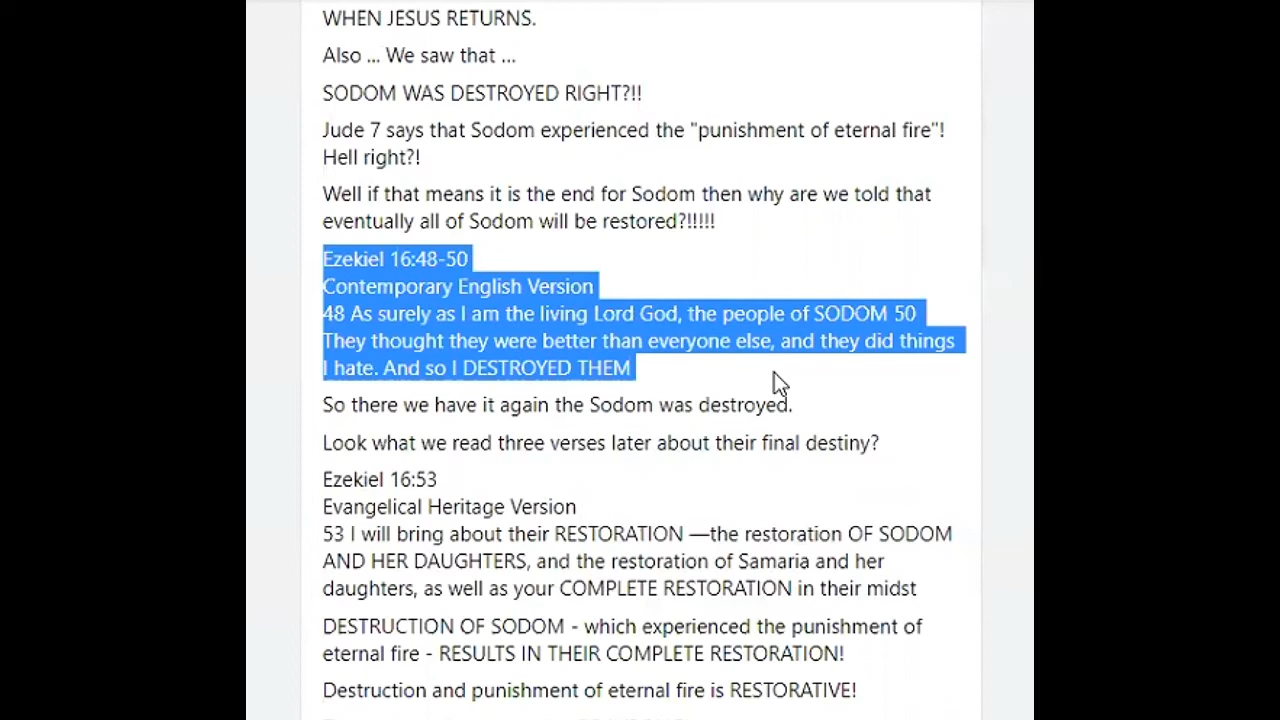 WHEN JESUS RETURNS.
Also ... We saw that ...
SODOM WAS DESTROYED RIGHT?!!
Jude 7 says that Sodom experienced the "punishment of eternal fire"!
Hell right?!
Well if that means it is the end for Sodom then why are we told that
eventually all of Sodom will be restored?!!!!!
Ezekiel 16:48-50
Contemporary English Version
48 As surely as I am the living Lord God, the people of SODOM 50
They thought they were better than everyone else, and they did things
I hate. And so I DESTROYED THEM
So there we have it again the Sodom was destroyed.
Look what we read three verses later about their final destiny?
Ezekiel 16:53
Evangelical Heritage Version
53 I will bring about their RESTORATION —the restoration OF SODOM
AND HER DAUGHTERS, and the restoration of Samaria and her
daughters, as well as your COMPLETE RESTORATION in their midst
DESTRUCTION OF SODOM - which experienced the punishment of
eternal fire - RESULTS IN THEIR COMPLETE RESTORATION!
Destruction and punishment of eternal fire is RESTORATIVE!